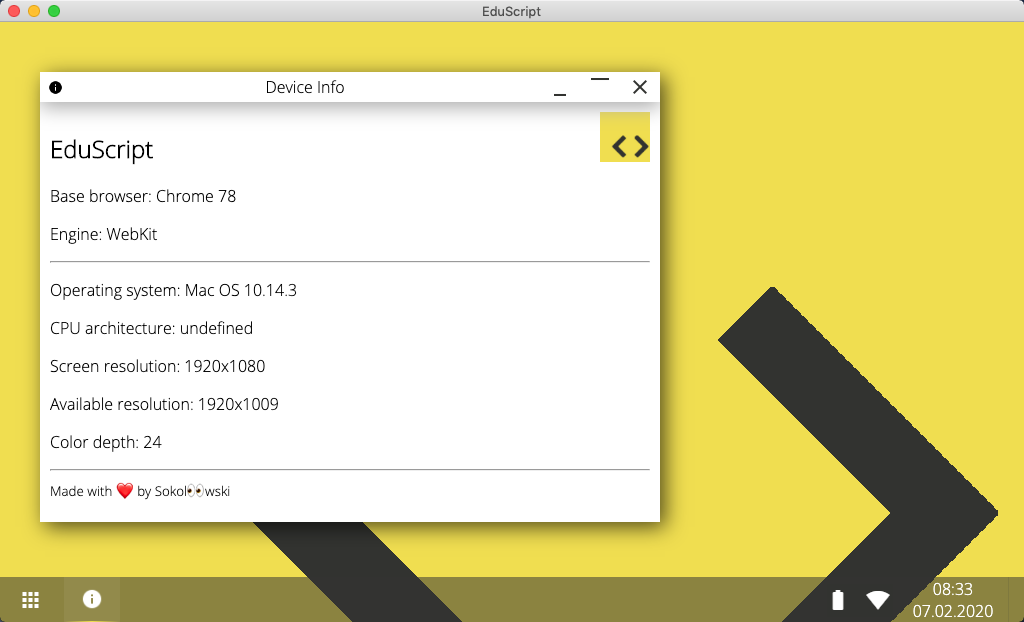 EduScript
Device Info
EduScript
Base browser: Chrome 78
Engine: WebKit
Operating system: Mac OS 10.14.3
CPU architecture: undefined
Screen resolution: 1920x1080
Available resolution: 1920x1009
Color depth: 24
Made with ❤️ by Sokol👀wski
08:33
07.02.2020